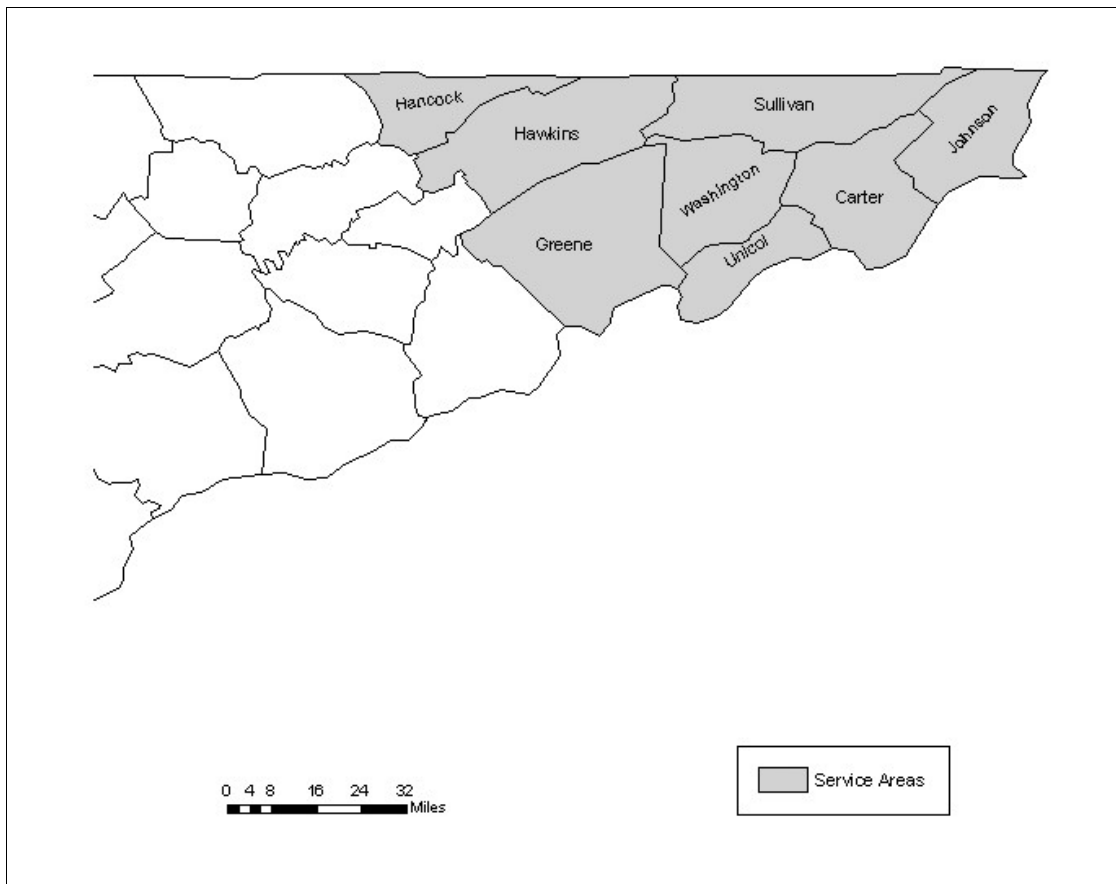 Hancock
Sullivan
Hawkins
Johnson
Washington
Carter
Greene
Unicoi
0 4 8 16 24 32
Miles
Service Areas